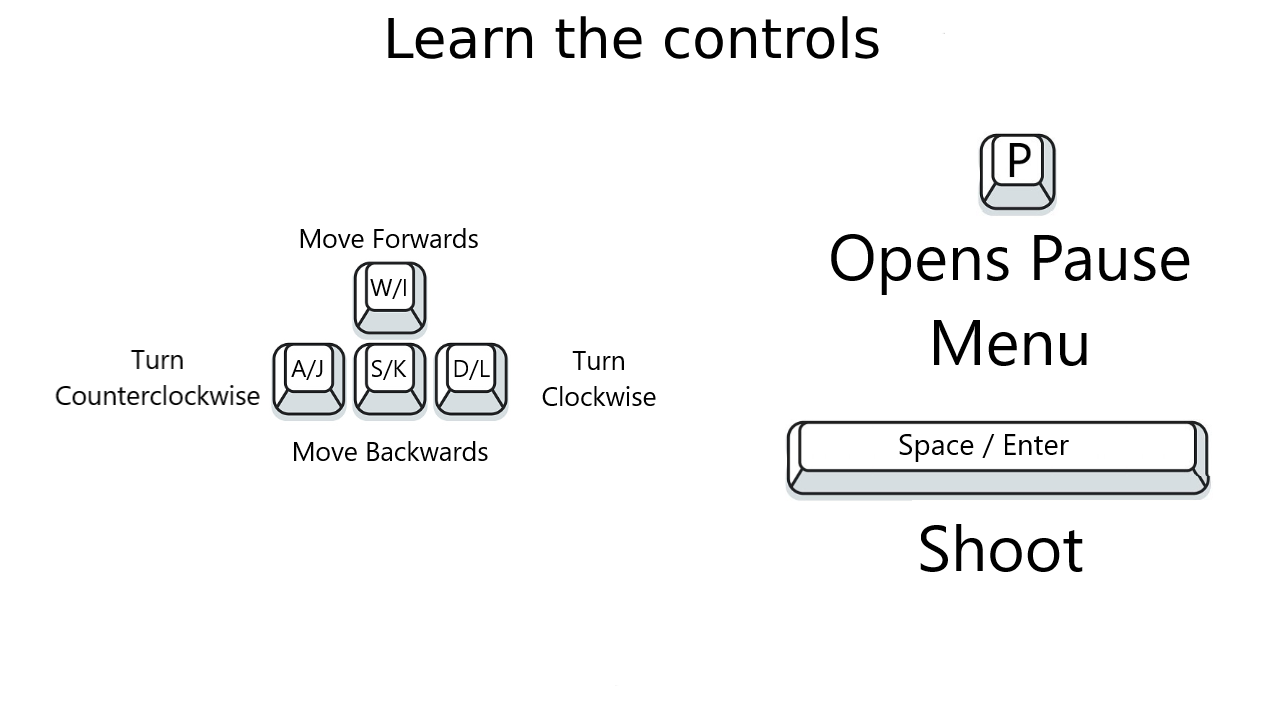 Learn the controls
Move Forwards
W/I
Turn
Counterclockwise
A/J
S/K
D/L
Turn
Clockwise
Move Backwards
P
Opens Pause
Menu
Space / Enter
Shoot